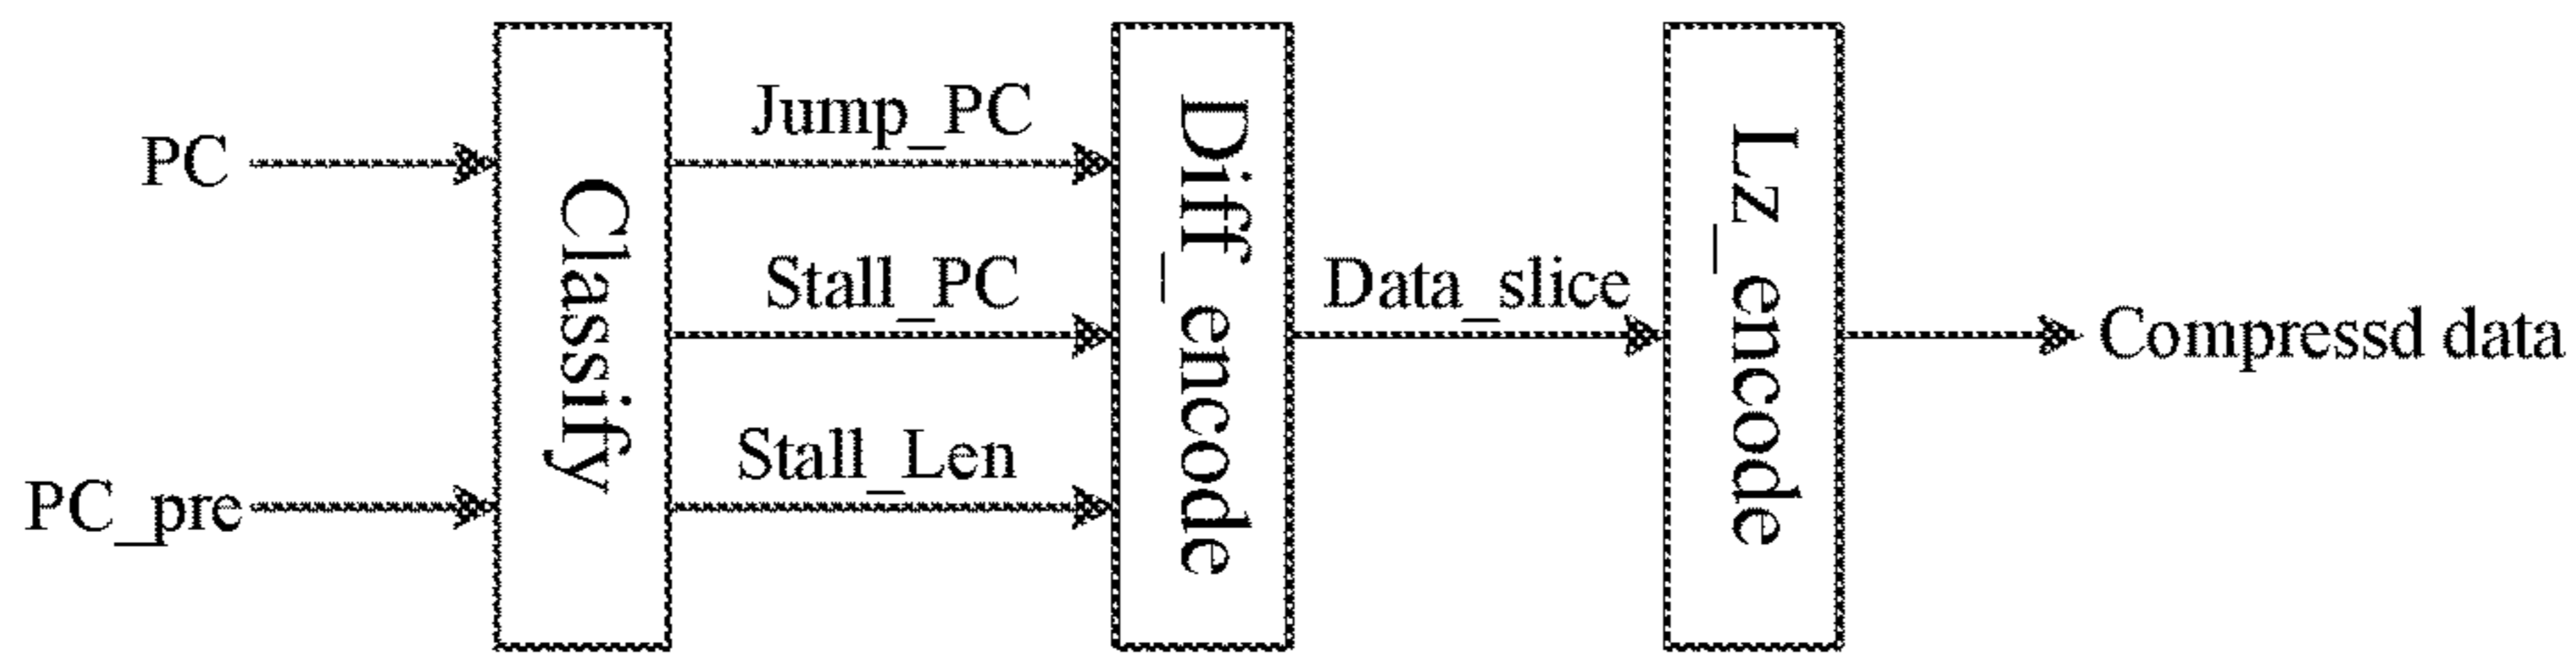 PC
PC_pre
Classify
Jump_PC
Stall_PC
Stall_Len
Diff_encode
Data_slice
Lz_encode
Compressd data